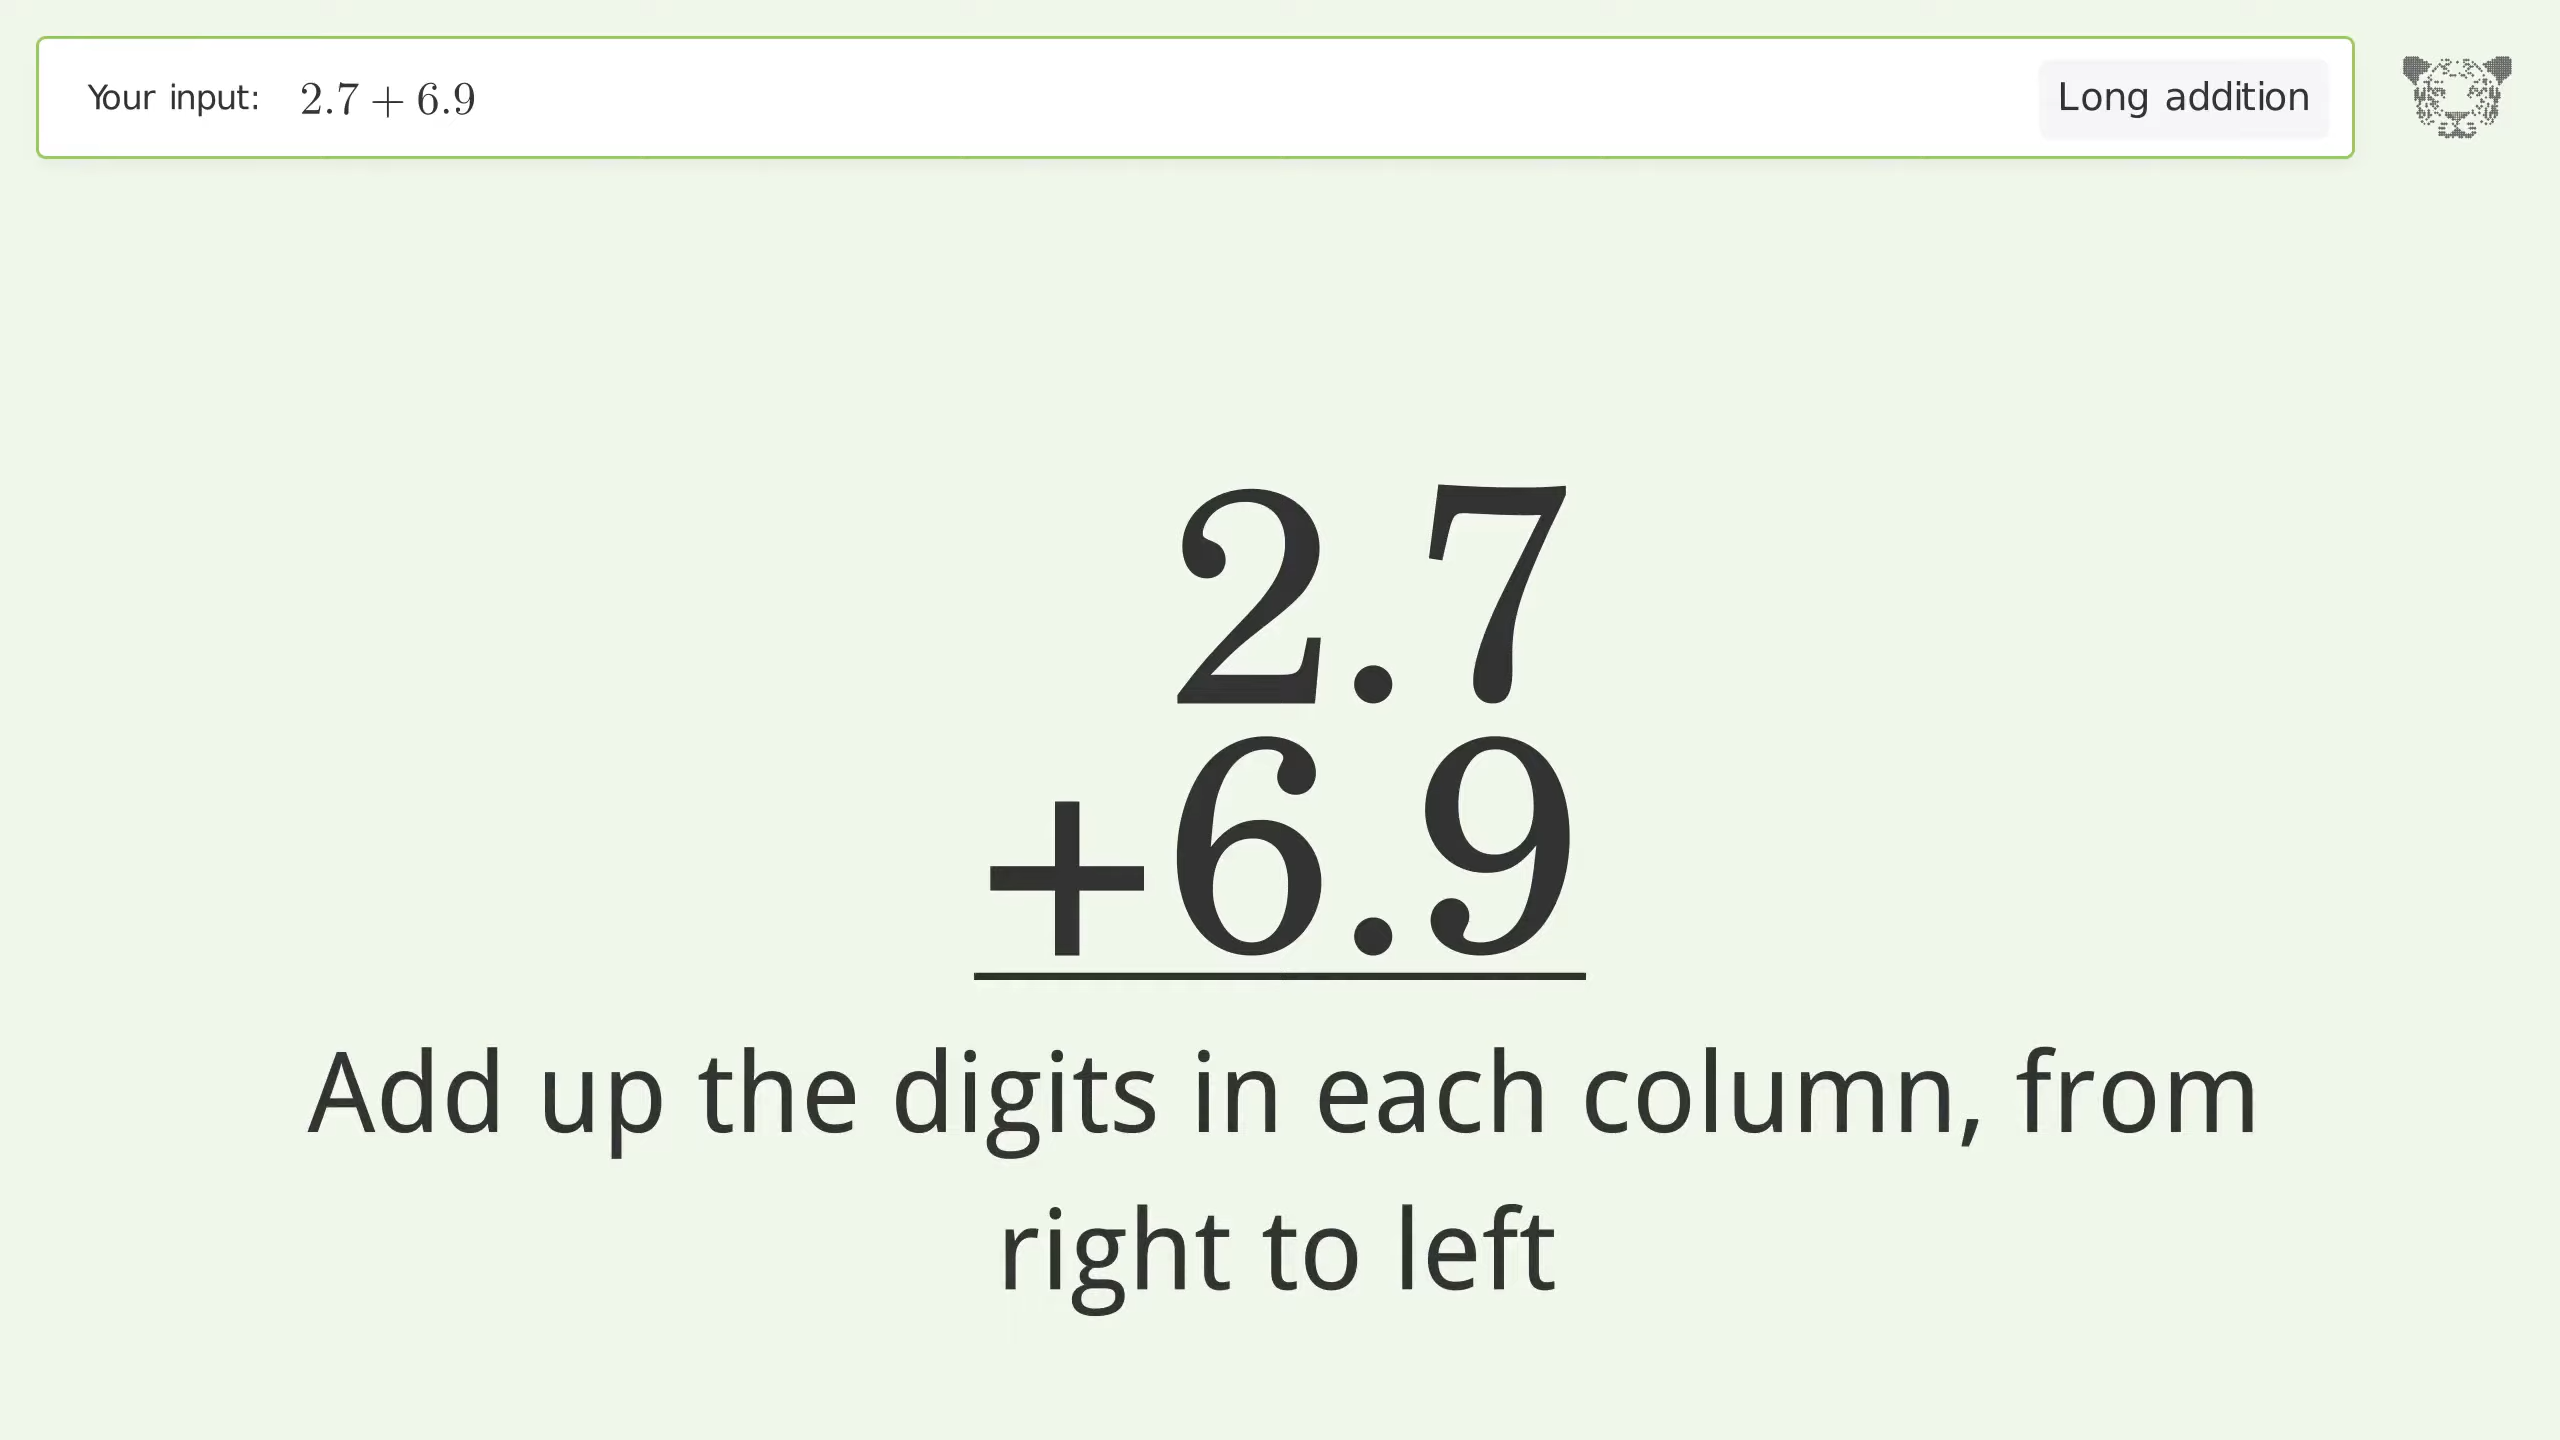 Your input: 2.7 + 6.9
Long addition
2.7
+6.9
Add up the digits in each column, from
right to left